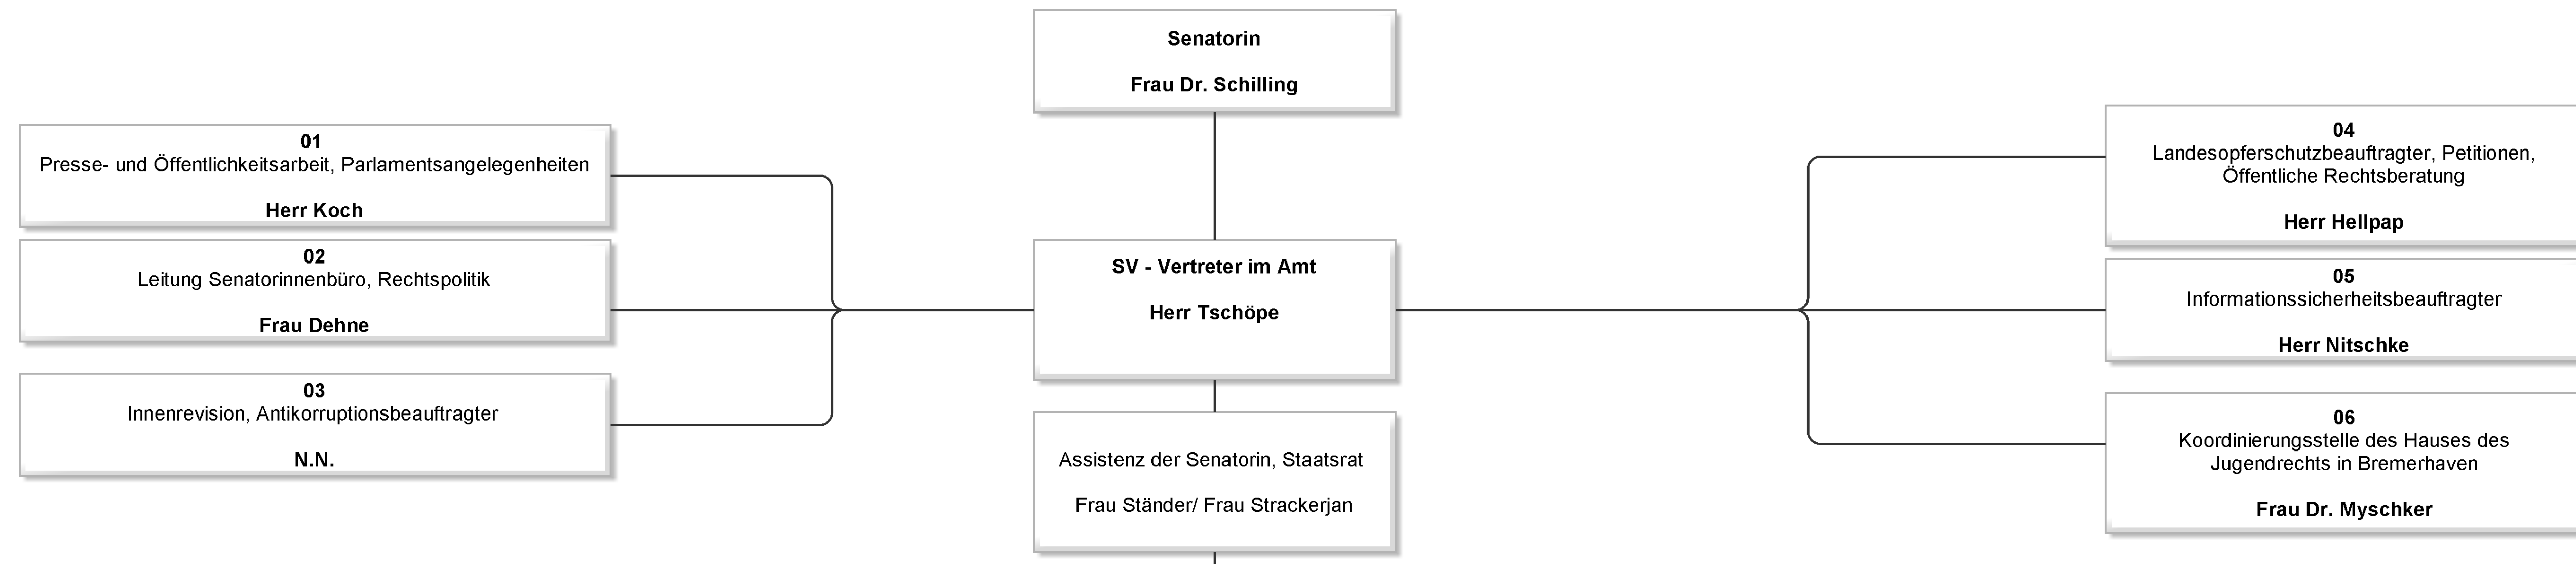 Senatorin
Frau Dr. Schilling
01
Presse- und Öffentlichkeitsarbeit, Parlamentsangelegenheiten
Herr Koch
02
Leitung Senatorinnenbüro, Rechtspolitik
Frau Dehne
03
Innenrevision, Antikorruptionsbeauftragter
N.N.
SV - Vertreter im Amt
Herr Tschöpe
Assistenz der Senatorin, Staatsrat
Frau Ständer/ Frau Strackerjan
04
Landesopferschutzbeauftragter, Petitionen,
Öffentliche Rechtsberatung
Herr Hellpap
05
Informationssicherheitsbeauftragter
Herr Nitschke
06
Koordinierungsstelle des Hauses des
Jugendrechts in Bremerhaven
Frau Dr. Myschker